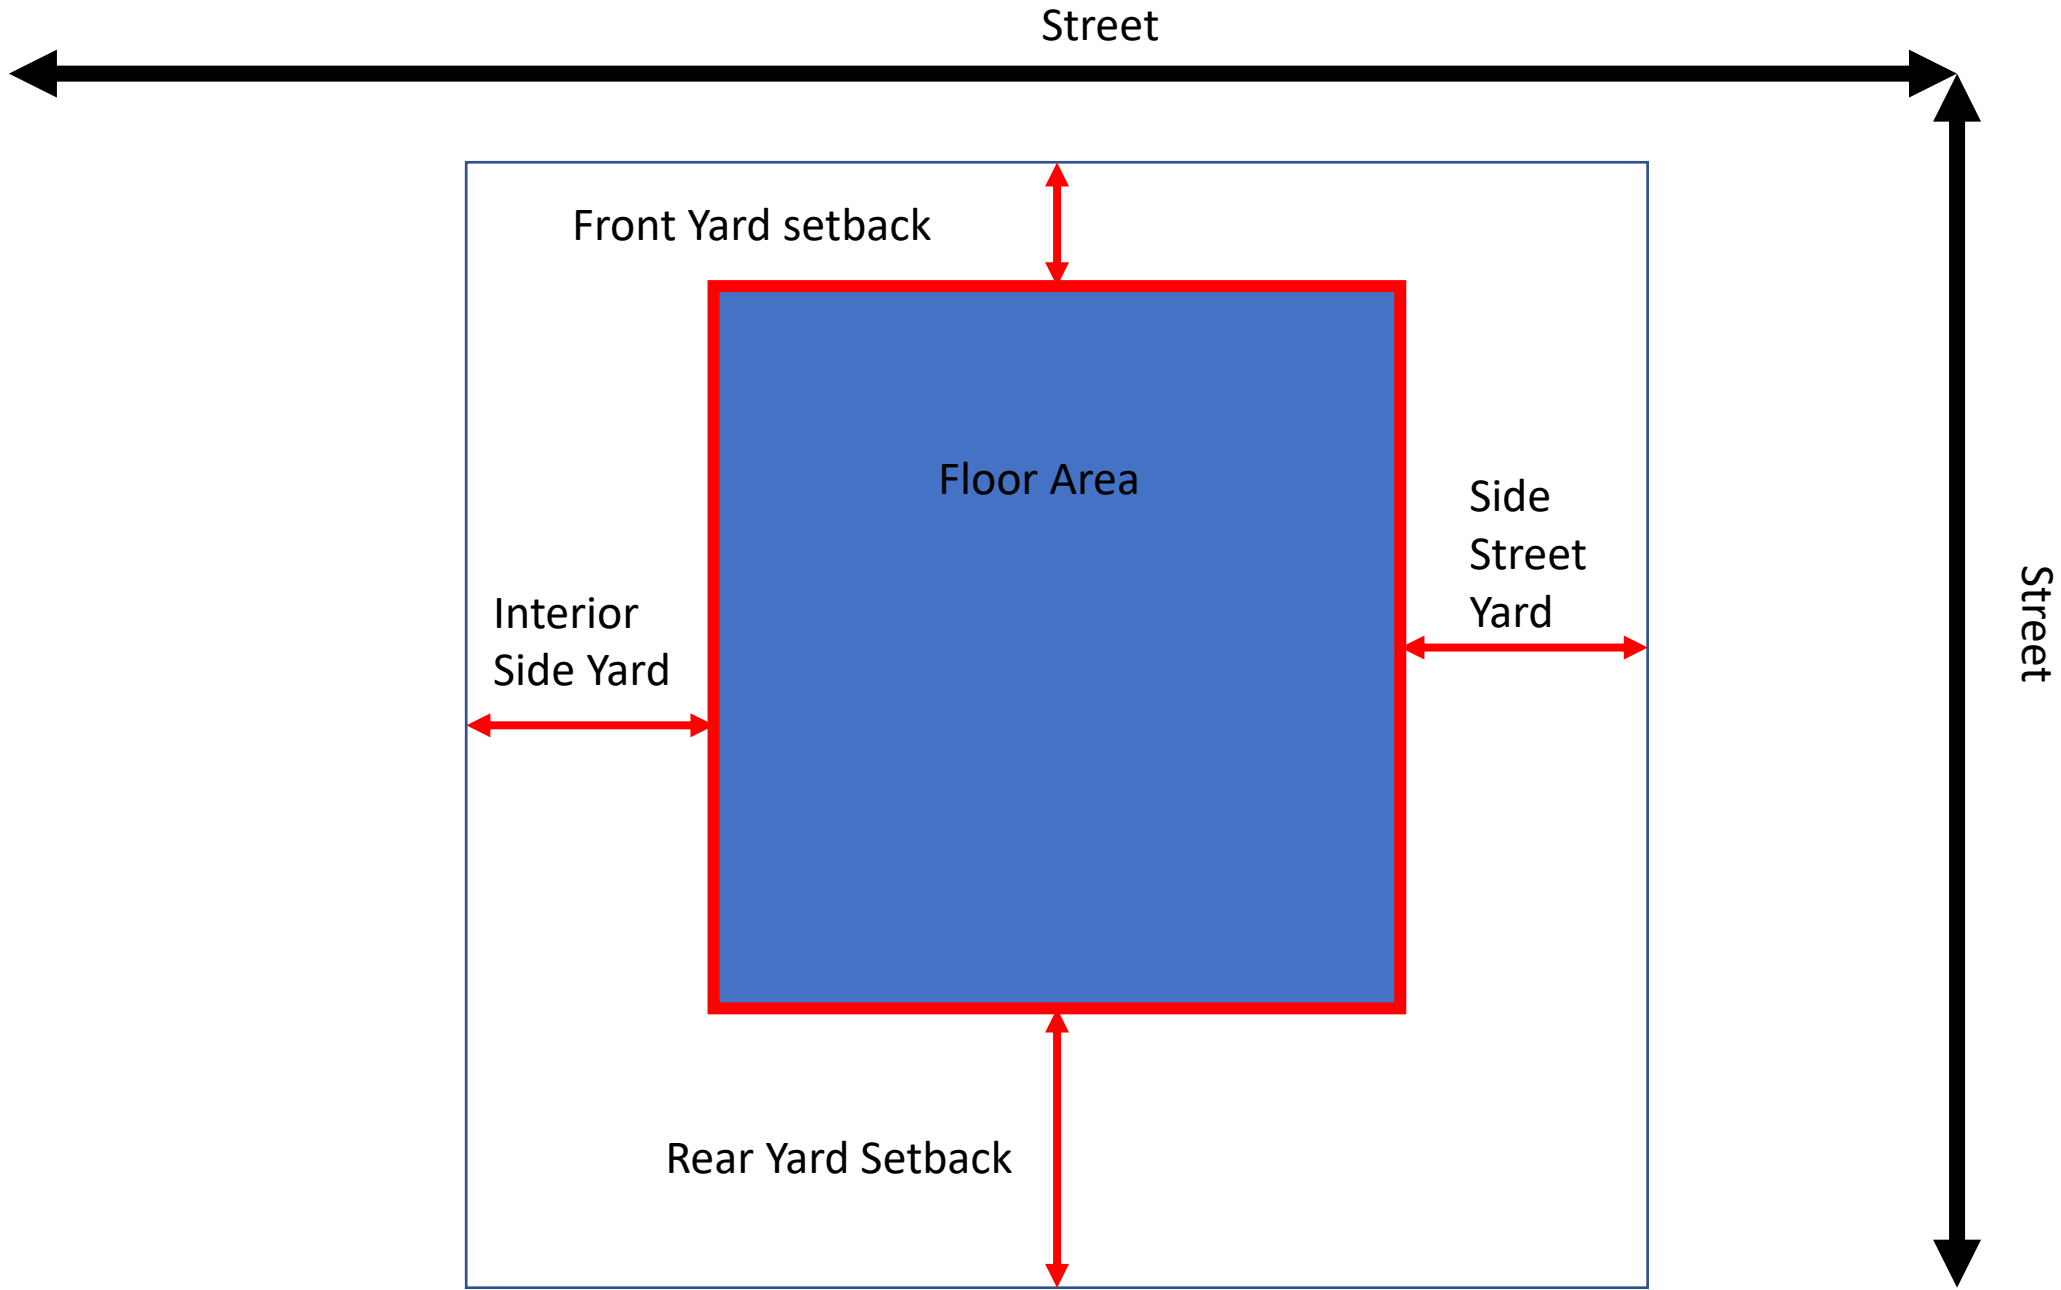 Street
Front Yard setback
Floor Area
Side
Street
Yard
Street
Interior
Side Yard
Rear Yard Setback